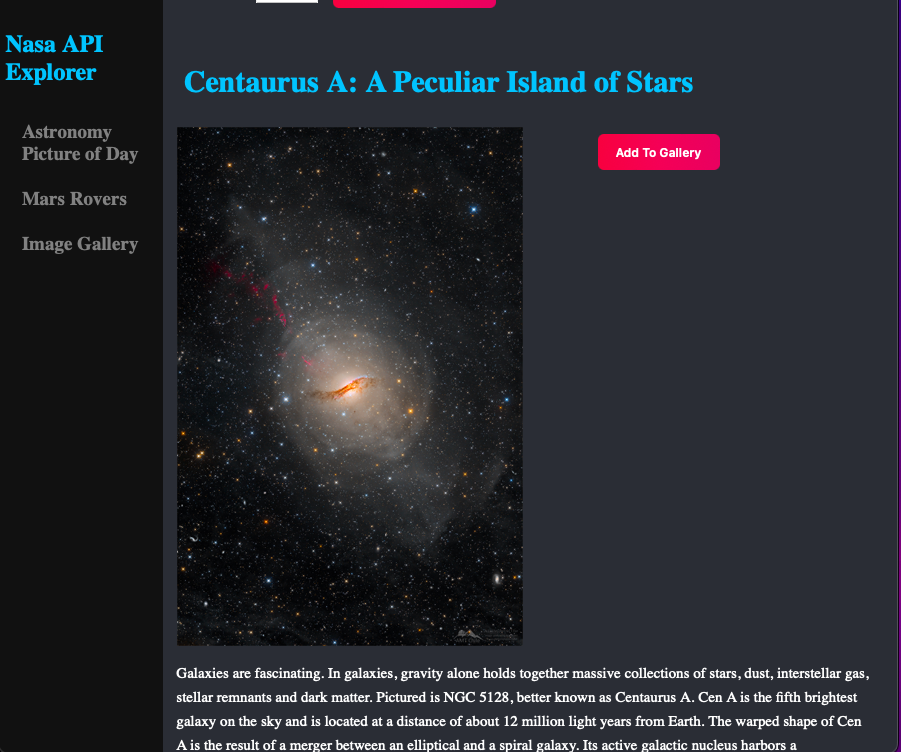 Nasa API
Explorer
Astronomy
Picture of Day
Mars Rovers
Image Gallery
Centaurus A: A Peculiar Island of Stars
Add To Gallery
Galaxies are fascinating. In galaxies, gravity alone holds together massive collections of stars, dust, interstellar gas,
stellar remnants and dark matter. Pictured is NGC 5128, better known as Centaurus A. Cen A is the fifth brightest
galaxy on the sky and is located at a distance of about 12 million light years from Earth. The warped shape of Cen
A is the result of a merger between an elliptical and a spiral galaxy. Its active galactic nucleus harbors a